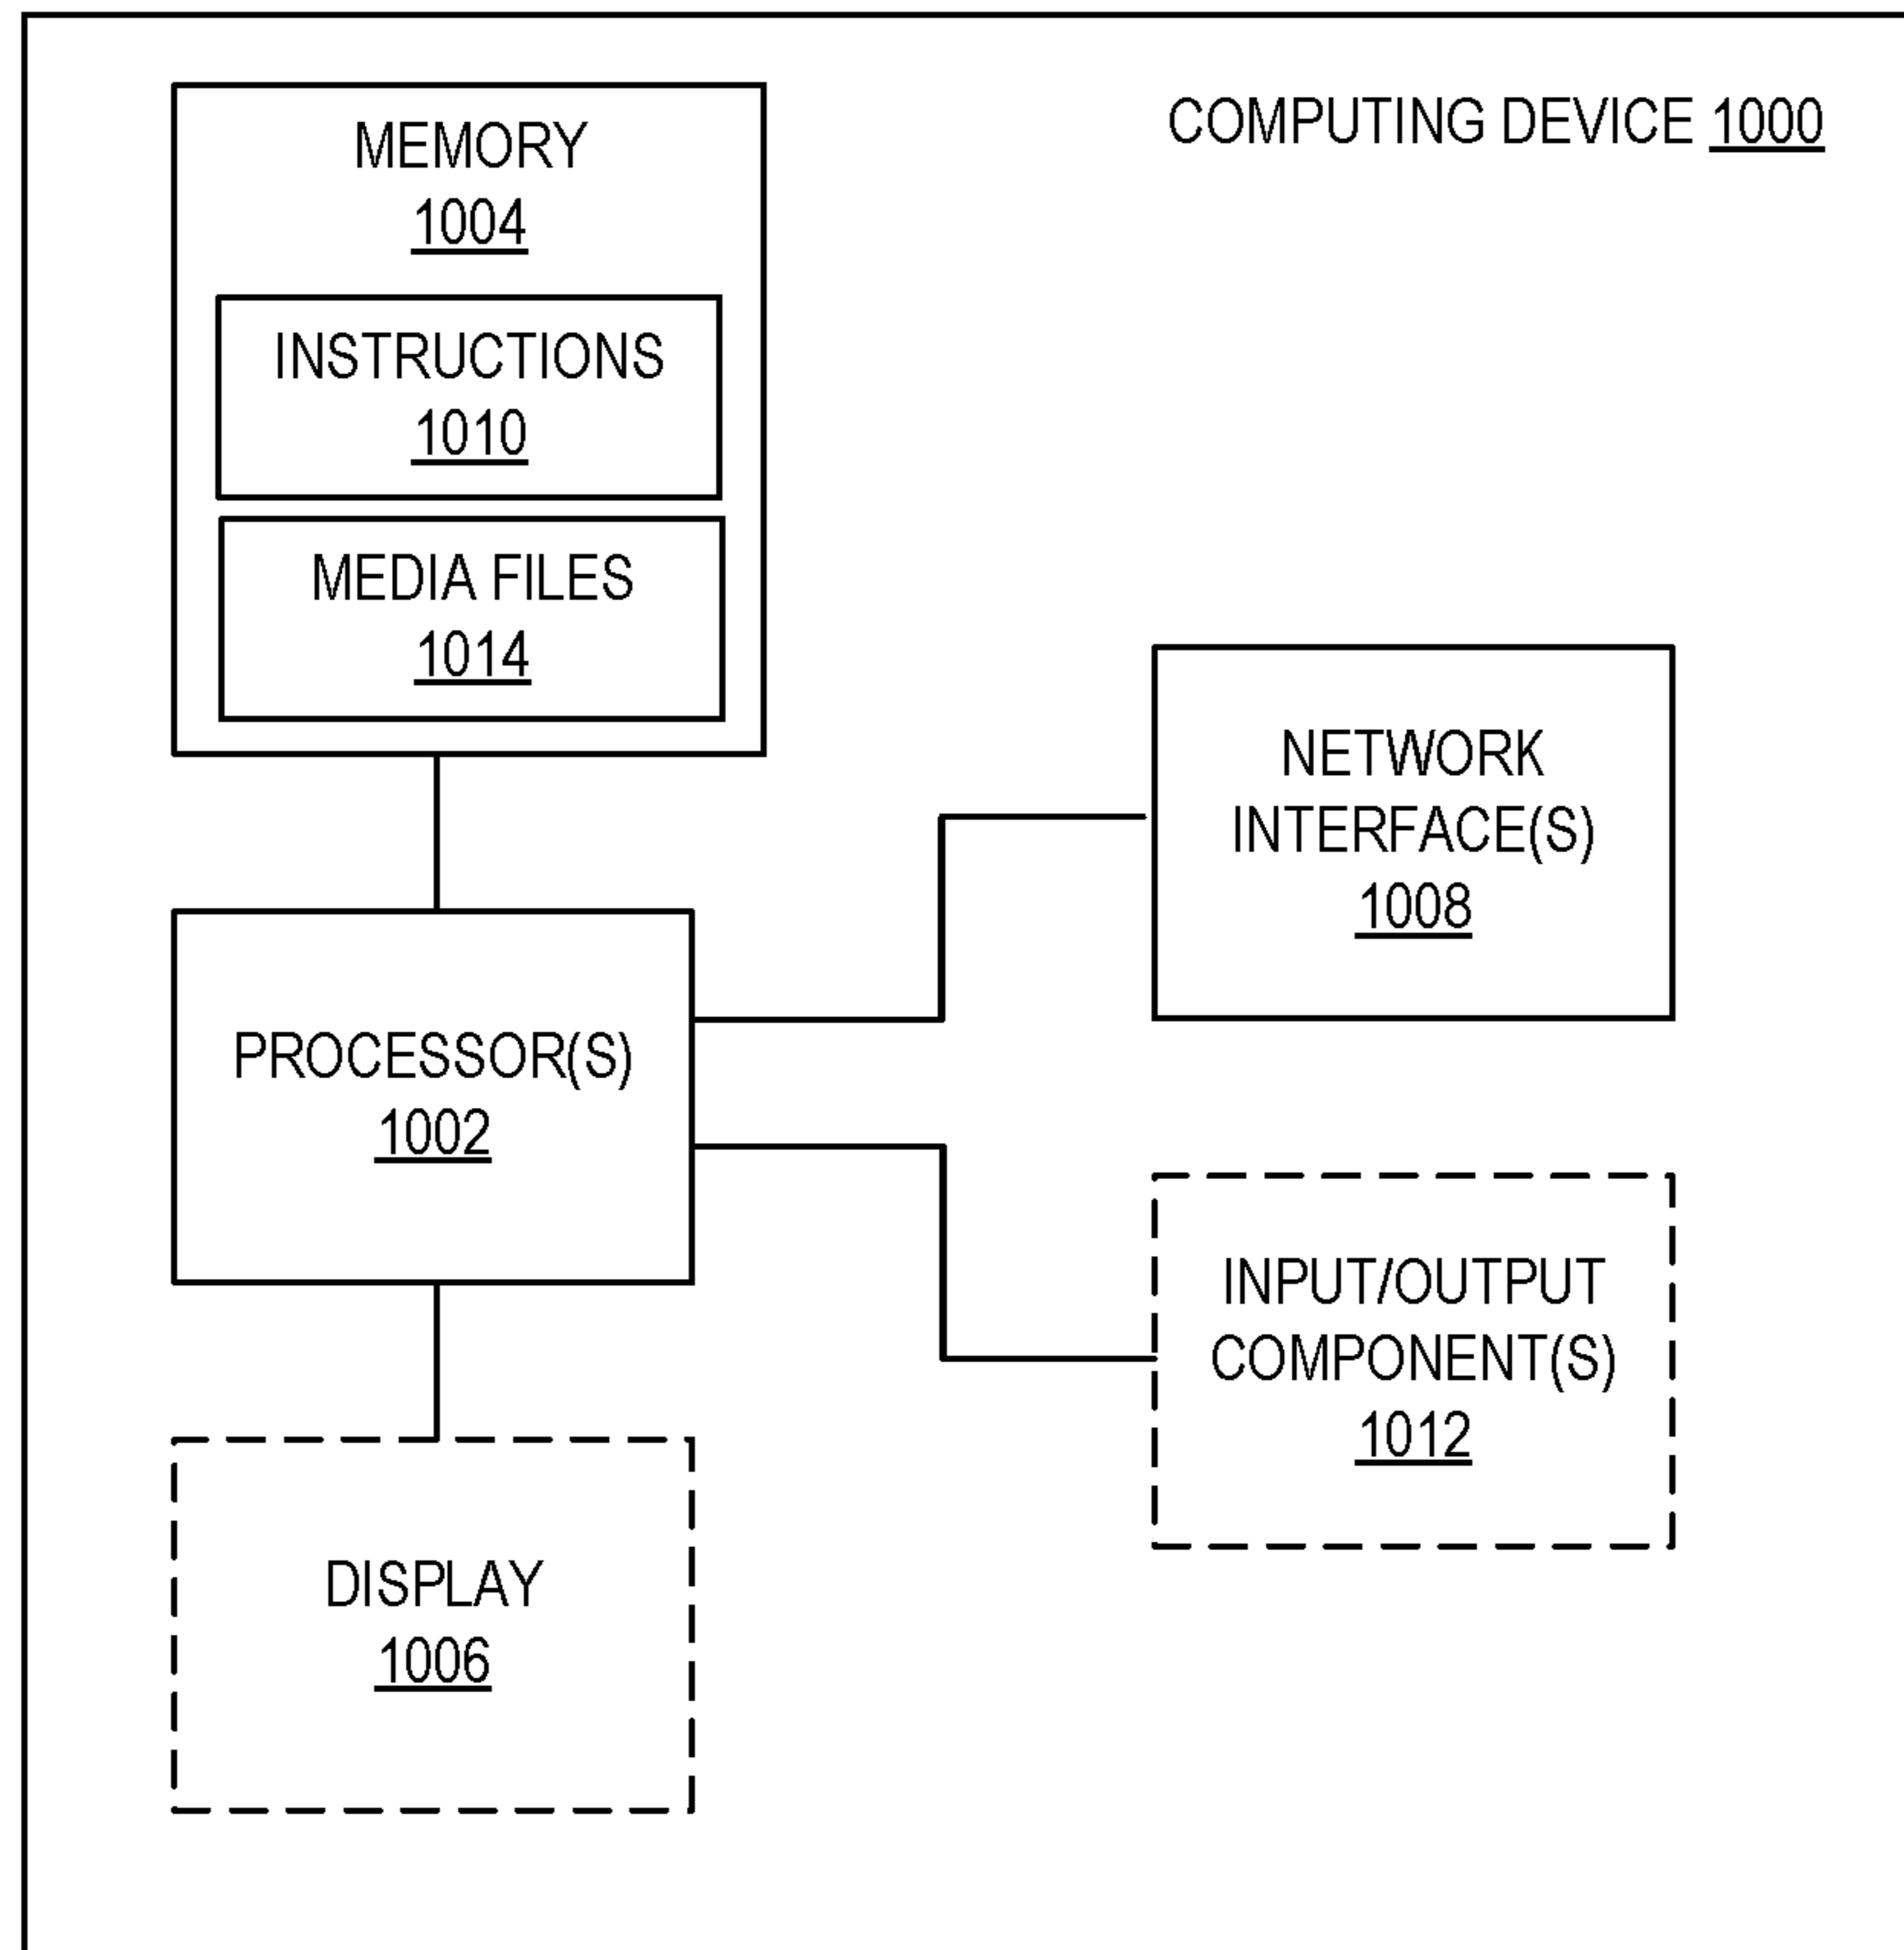 COMPUTING DEVICE 1000
MEMORY
1004
INSTRUCTIONS
1010
MEDIA FILES
1014
NETWORK
INTERFACE(S)
1008
PROCESSOR(S)
1002
INPUT/OUTPUT
COMPONENT(S)
1012
DISPLAY
1006